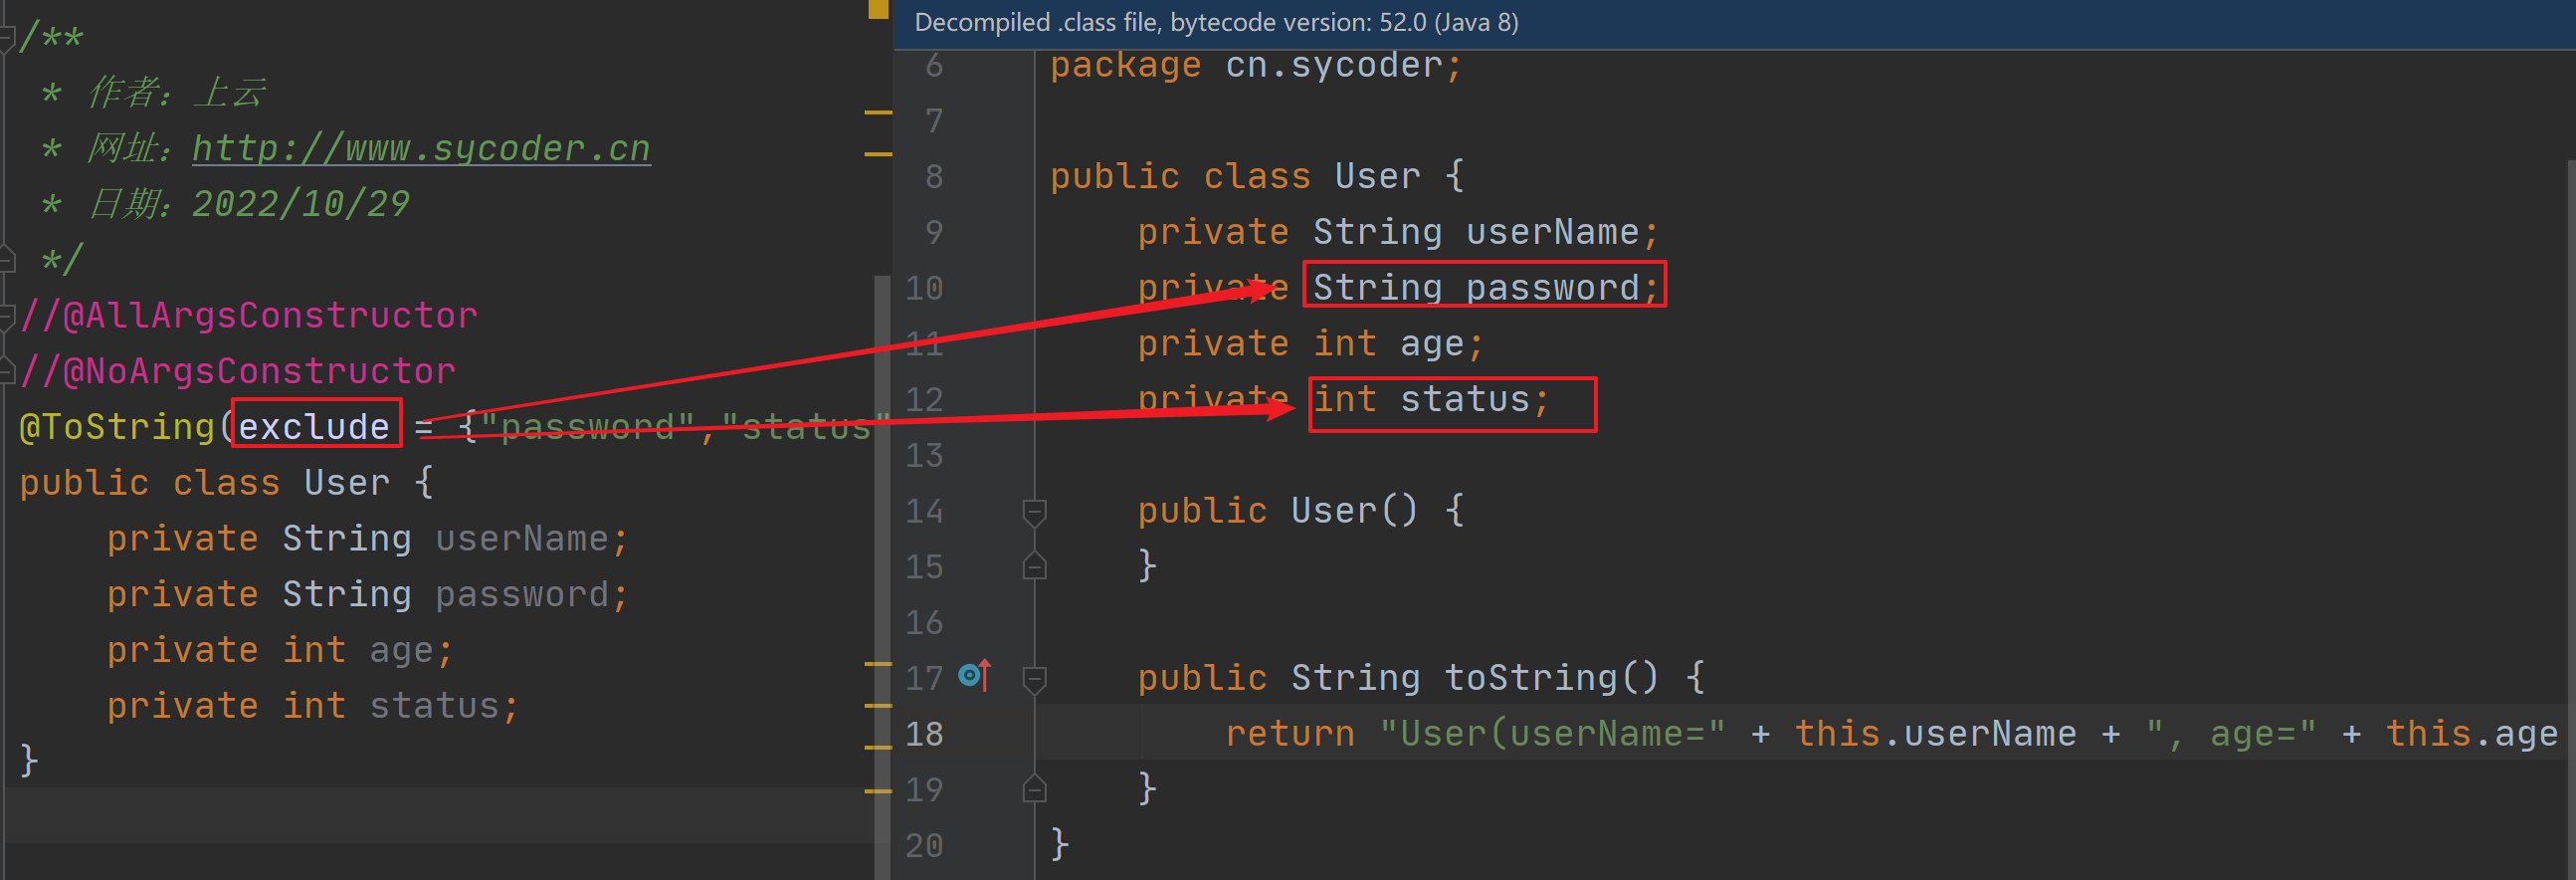 /**
* 作者：上云
* 网址：http://www.sycoder.cn
* 日期：2022/10/29
*/
//@AllArgsConstructor
//@NoArgsConstructor
@ToString(exclude = {"password","status"
public class User {
private String userName;
private String password;
private int age;
private int status;
}
Decompiled .class file, bytecode version: 52.0 (Java 8)
6 package cn.sycoder;
7
8 public class User {
9 private String userName;
10 private String password;
11 private int age;
12 private int status;
13
14 public User() {
15 }
16
17 public String toString() {
18 return "User(userName=" + this.userName + ", age=" + this.age
19 }
20 }